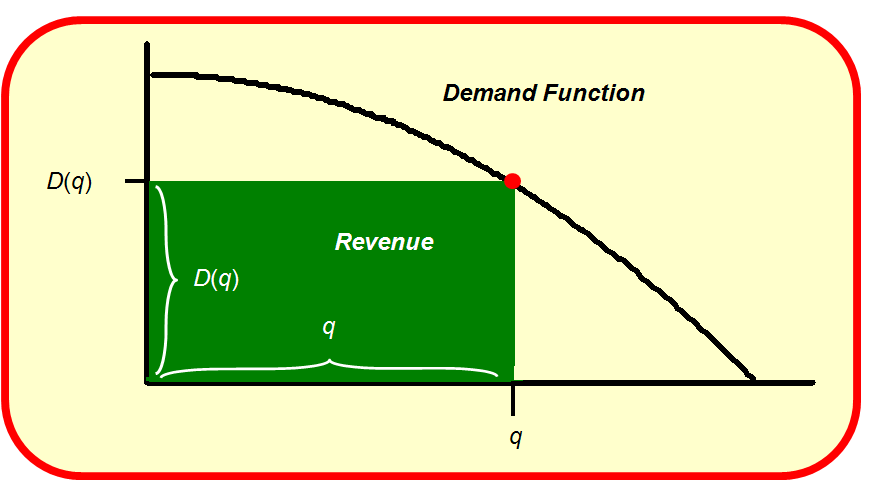 Demand Function
D(q)
Revenue
D(q)
q
q